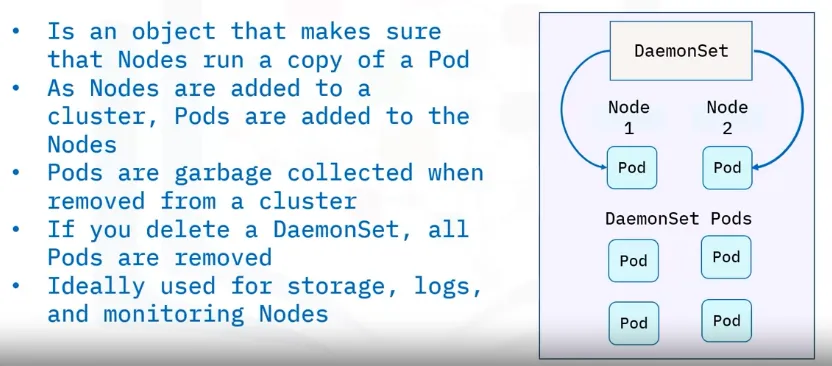 • Is an object that makes sure
that Nodes run a copy of a Pod
• As Nodes are added to a
cluster, Pods are added to the
Nodes
• Pods are garbage collected when
removed from a cluster
• If you delete a DaemonSet, all
Pods are removed
• Ideally used for storage, logs,
and monitoring Nodes
DaemonSet
Node Node
1 2
Pod Pod
DaemonSet Pods
Pod Pod
Pod Pod